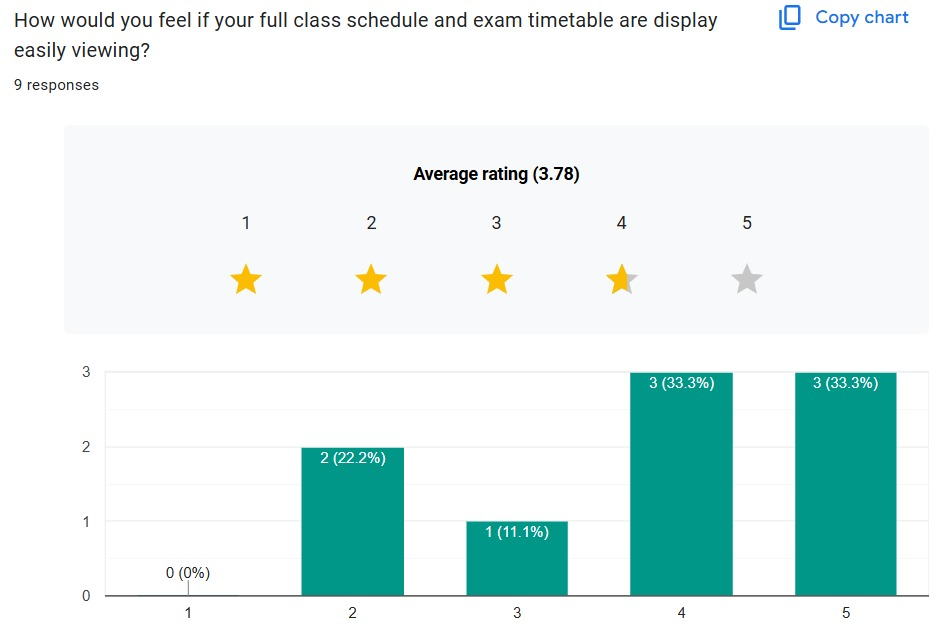 How would you feel if your full class schedule and exam timetable are display
easily viewing?
Copy chart
9 responses
Average rating (3.78)
1 2 3 4 5
3
2
1
0
0 (0%)
2 (22.2%)
1 (11.1%)
3 (33.3%)
3 (33.3%)
1 2 3 4 5